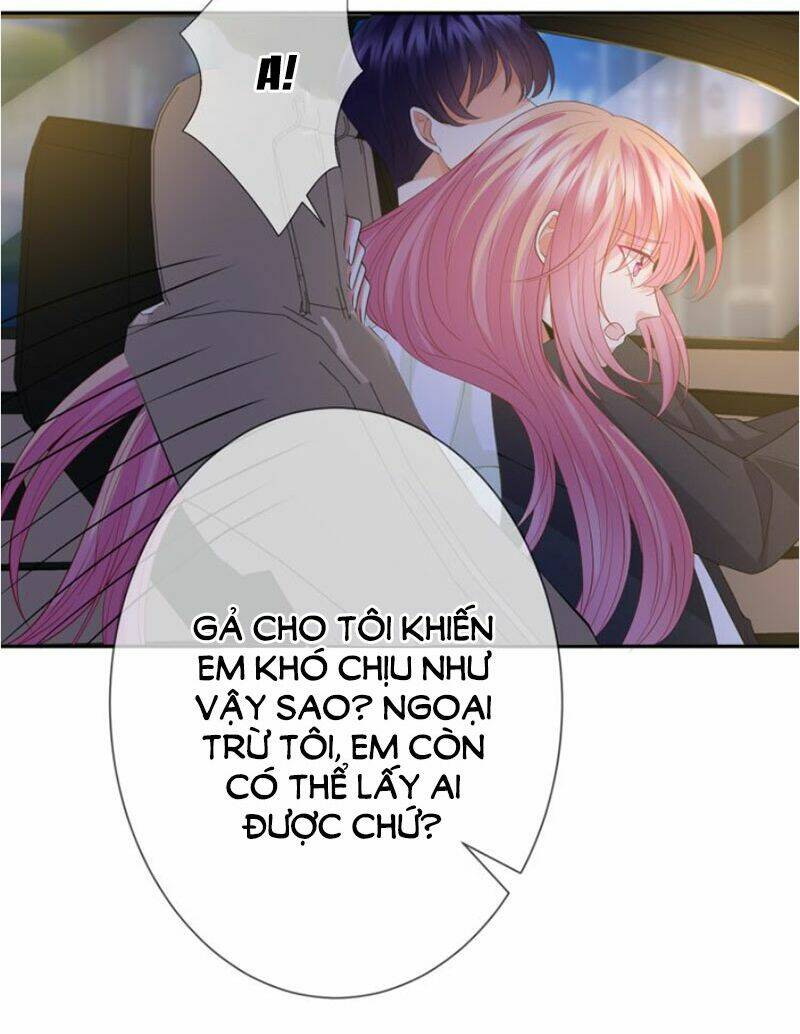 A!
GẢ CHO TÔI KHIẾN
EM KHÓ CHỊU NHƯ
VẬY SAO? NGOẠI
TRỪ TÔI, EM CÒN
CÓ THỂ LẤY AI
ĐƯỢC CHỨ?